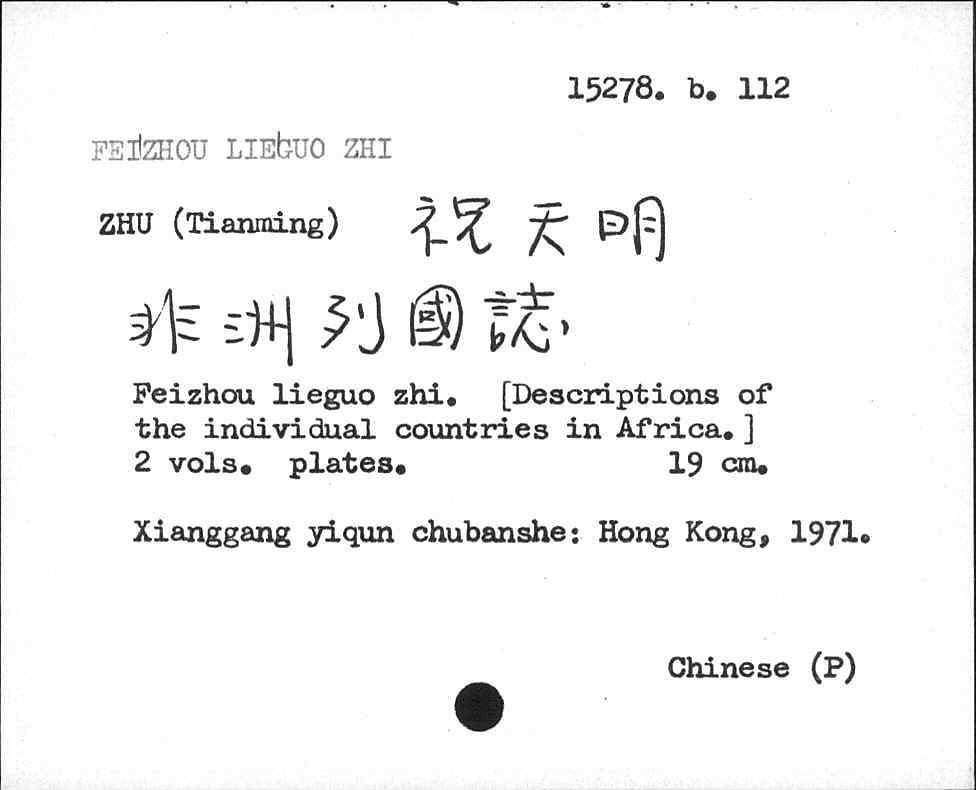 15278. b. 112
FEIZHOU LIEGUO ZHI
ZHU (Tianming) 祝天明
非洲列國誌
Feizhou lieguo zhi. [Descriptions of
the individual countries in Africa.]
2 vols. plates. 19 cm.
Xianggang yiqun chubanshe: Hong Kong, 1971.
Chinese (P)